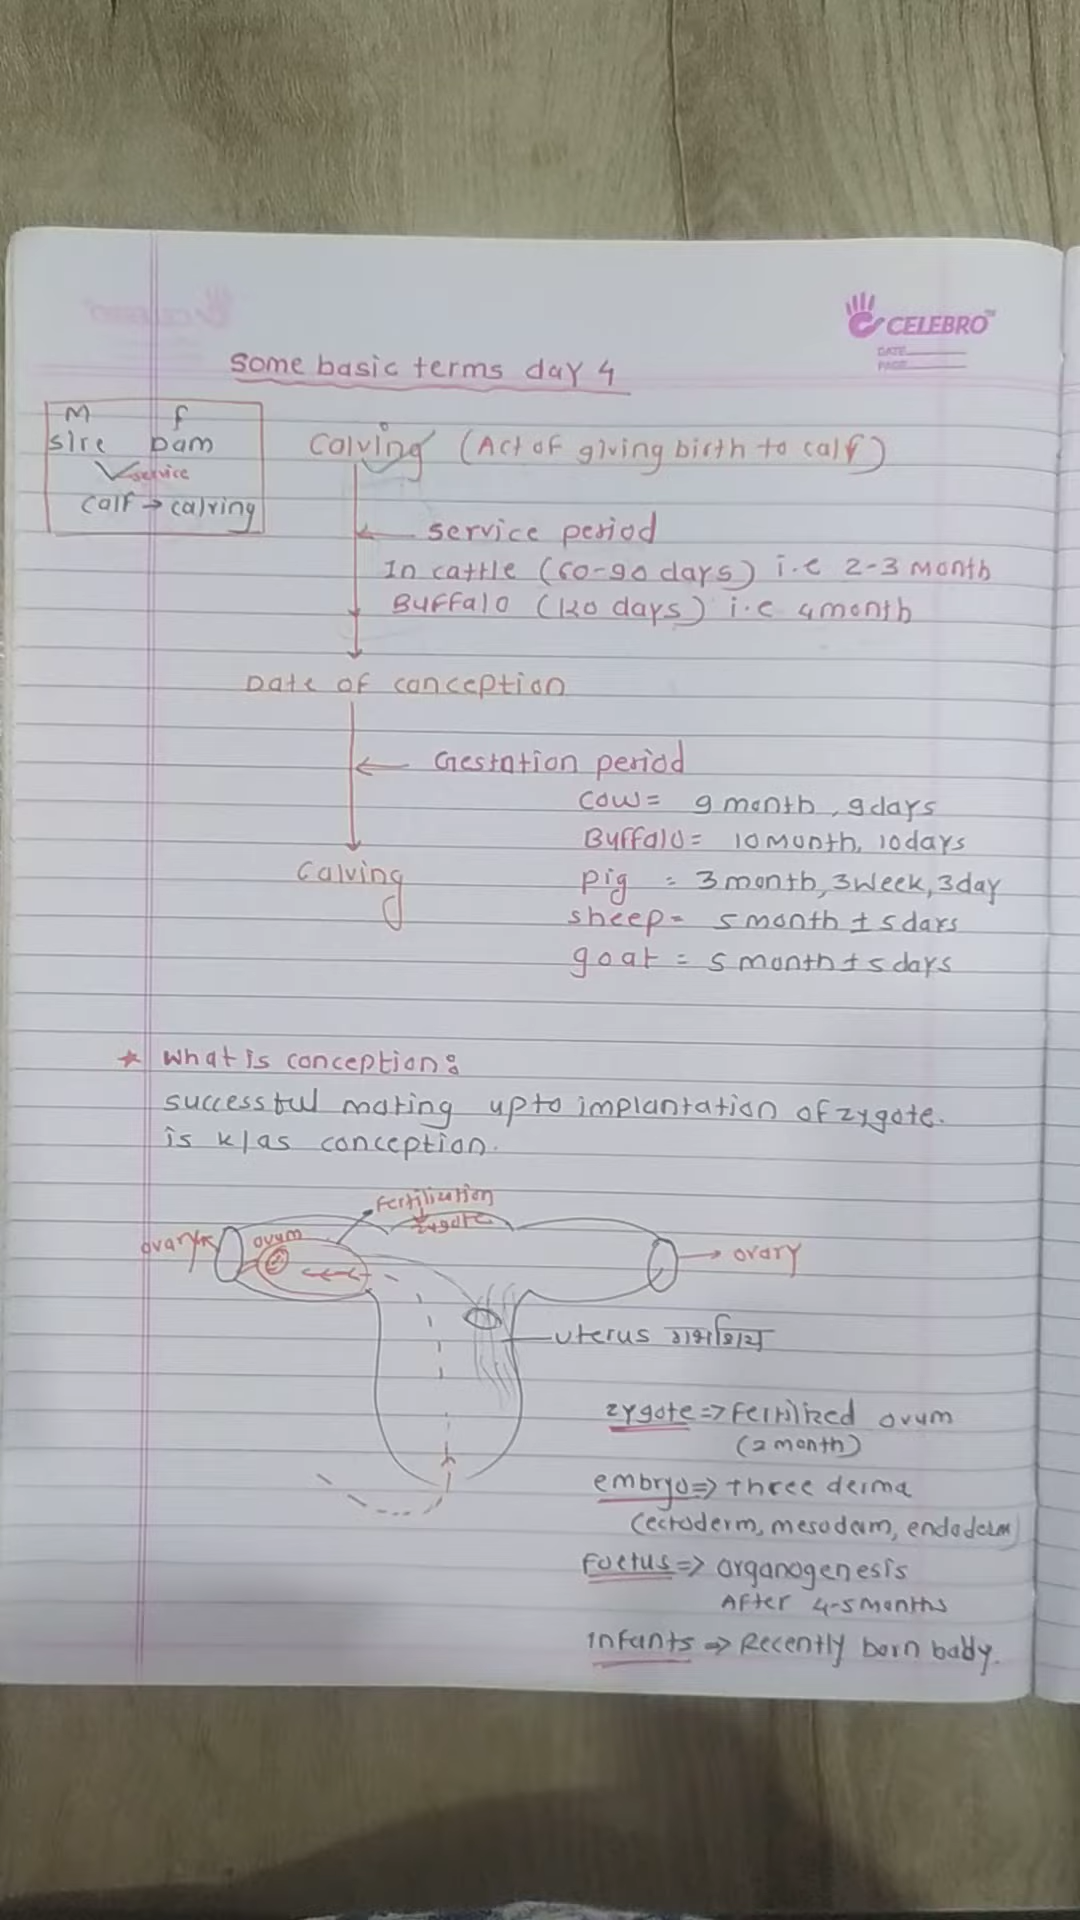 CELEBRO
DATE
PAGE
Some basic terms day 4
M f
Sire Dam
service
Calf → calving
Calving (Act of giving birth to calf)
service period
In cattle (60-90 days) i.e 2-3 month
Buffalo (120 days) i.e 4 month
Date of conception
Gestation period
Cow = 9 month, 9 days
Buffalo = 10 month, 10 days
Calving
Pig = 3 month, 3 week, 3 day
Sheep = 5 month ± 5 days
goat = 5 month ± 5 days
* What is conception:
successful mating upto implantation of zygote.
is k/as conception.
Fertilization
zygote
ovary
ovum
→ ovary
uterus गर्भाशय
zygote => Fertilized ovum
(2 month)
embryo => three derma
(ectoderm, mesoderm, endoderm)
Foetus => organogenesis
After 4-5 months
Infants => Recently born baby.